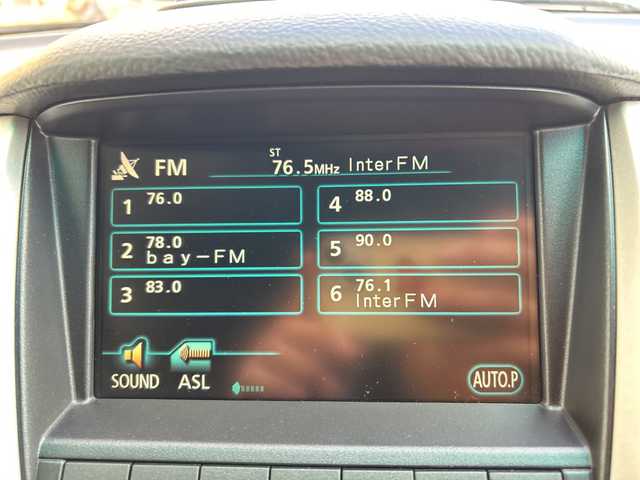 FM
ST
76.5MHz InterFM
1 76.0
2 78.0
bay-FM
3 83.0
4 88.0
5 90.0
6 76.1
InterFM
SOUND
ASL
AUTO.P